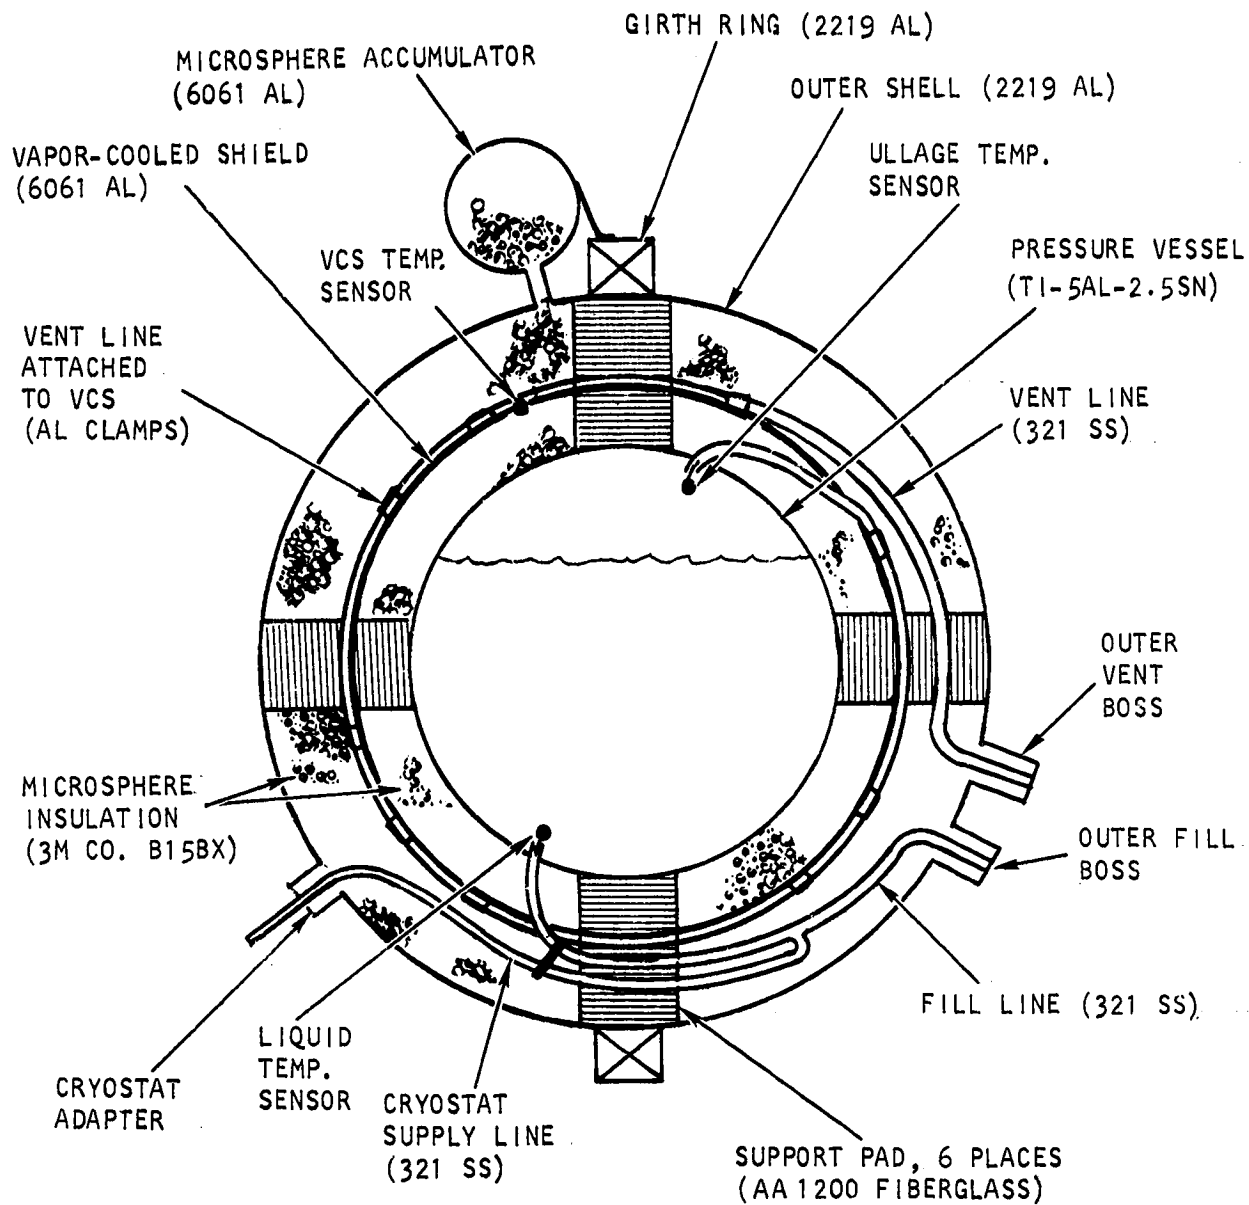 GIRTH RING (2219 AL)
MICROSPHERE ACCUMULATOR
(6061 AL)
OUTER SHELL (2219 AL)
VAPOR-COOLED SHIELD
(6061 AL)
ULLAGE TEMP.
SENSOR
VCS TEMP.
SENSOR
PRESSURE VESSEL
(TI-5AL-2.5SN)
VENT LINE
ATTACHED
TO VCS
(AL CLAMPS)
VENT LINE
(321 SS)
OUTER
VENT
BOSS
MICROSPHERE
INSULATION
(3M CO. B15BX)
OUTER FILL
BOSS
FILL LINE (321 SS)
LIQUID
TEMP.
SENSOR
CRYOSTAT
ADAPTER
CRYOSTAT
SUPPLY LINE
(321 SS)
SUPPORT PAD, 6 PLACES
(AA1200 FIBERGLASS)